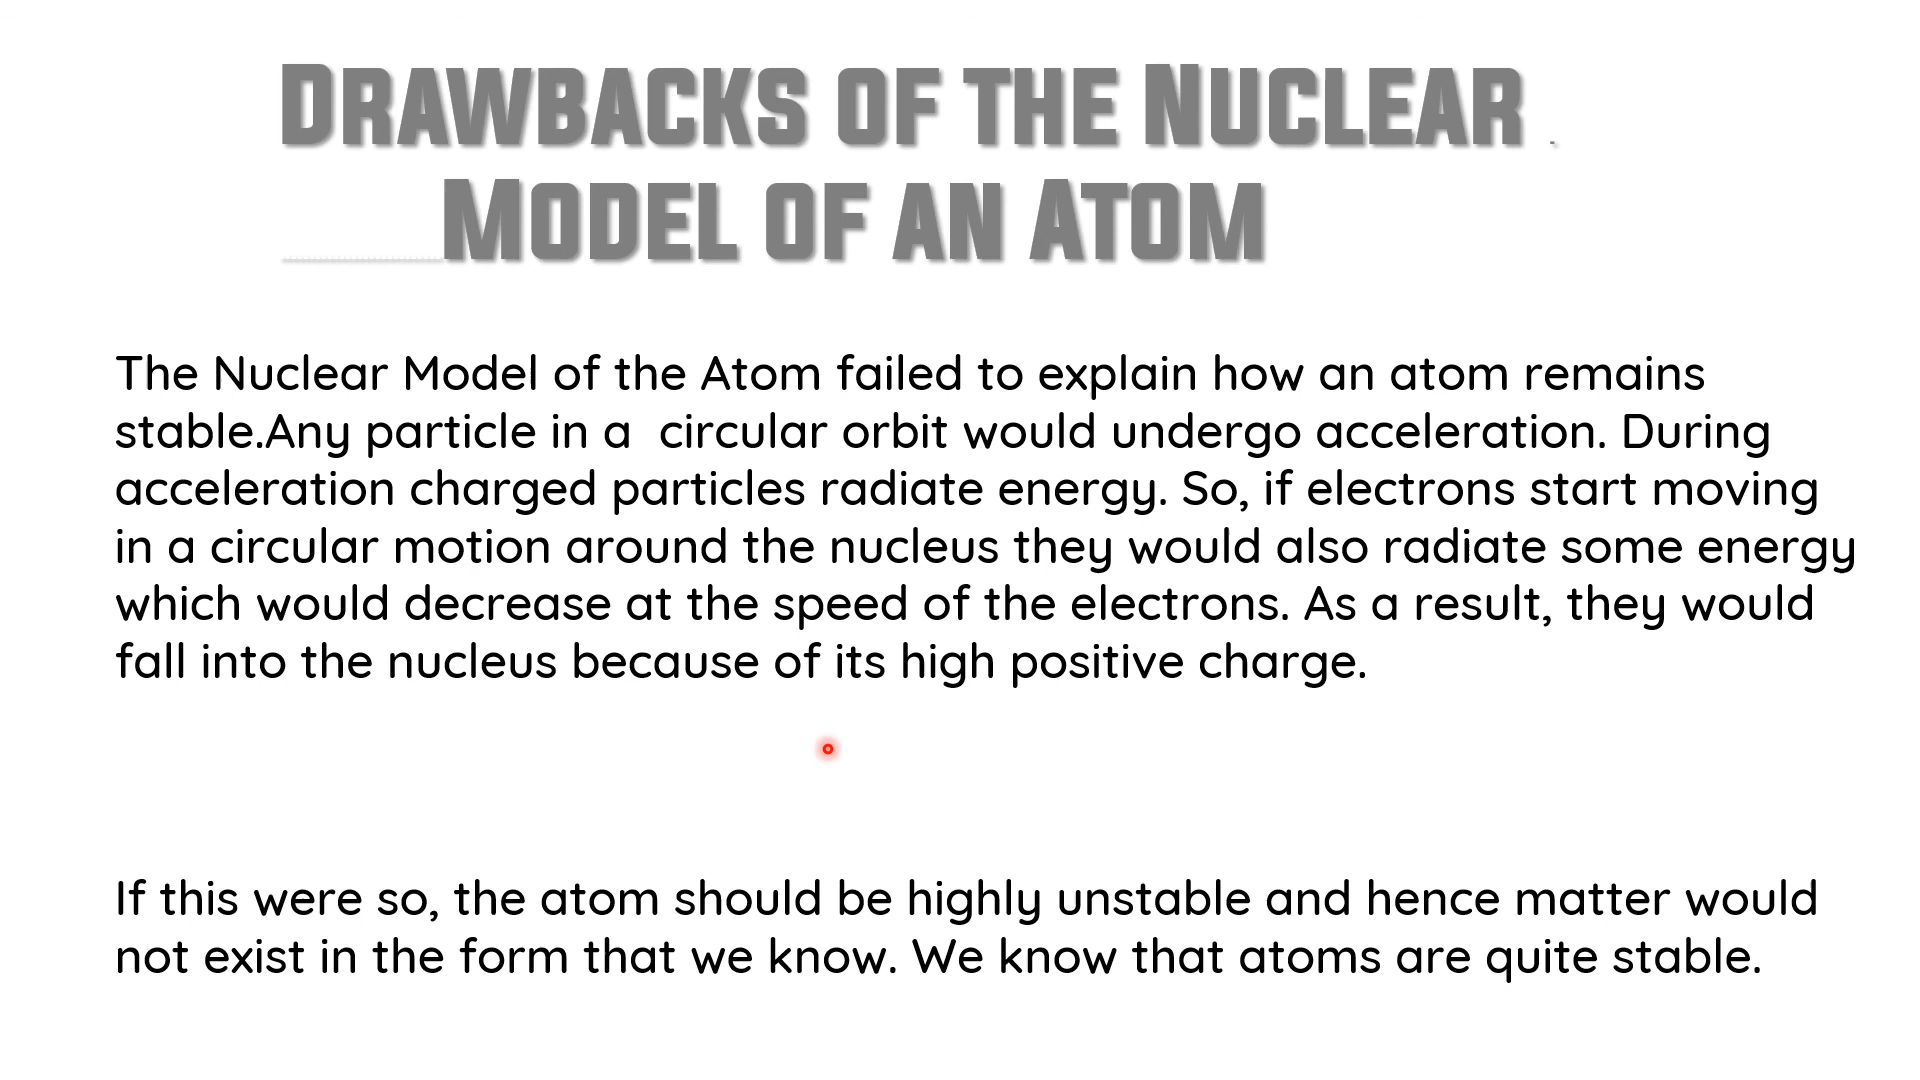 Drawbacks of the Nuclear .
Model of an Atom
The Nuclear Model of the Atom failed to explain how an atom remains
stable.Any particle in a  circular orbit would undergo acceleration. During
acceleration charged particles radiate energy. So, if electrons start moving
in a circular motion around the nucleus they would also radiate some energy
which would decrease at the speed of the electrons. As a result, they would
fall into the nucleus because of its high positive charge.
If this were so, the atom should be highly unstable and hence matter would
not exist in the form that we know. We know that atoms are quite stable.